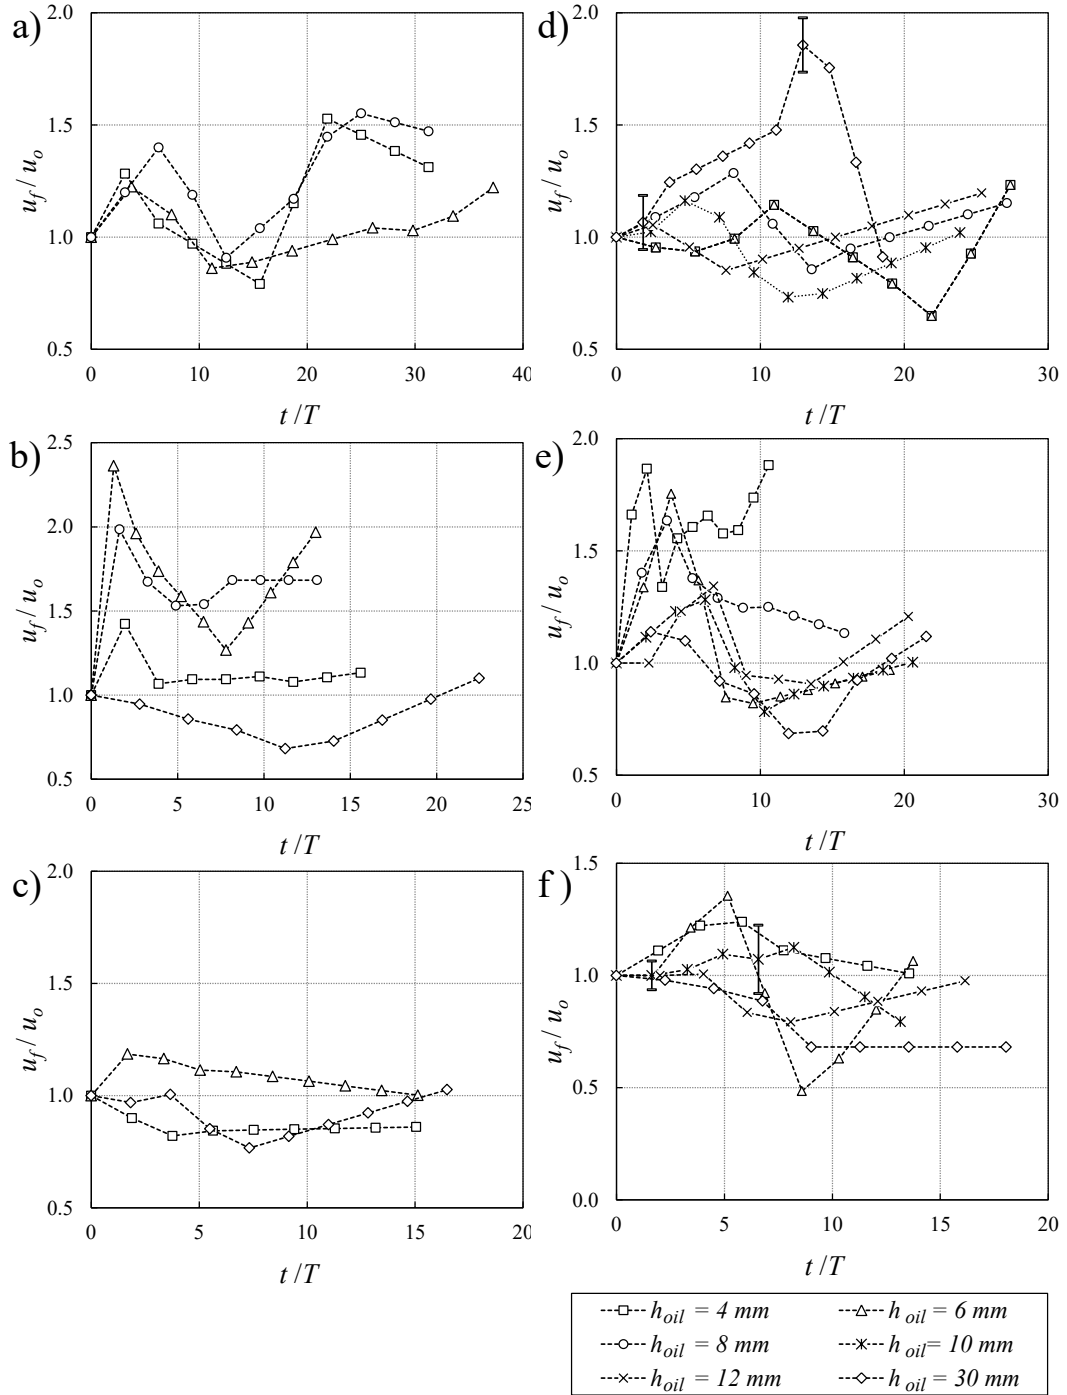 a)
2.0
1.5
1.0
0.5
u_f / u_o
0 10 20 30 40
t /T
b)
2.5
2.0
1.5
1.0
0.5
u_f / u_o
0 5 10 15 20 25
t /T
c)
2.0
1.5
1.0
0.5
u_f / u_o
0 5 10 15 20
t /T
d)
2.0
1.5
1.0
0.5
u_f / u_o
0 10 20 30
t /T
e)
2.0
1.5
1.0
0.5
u_f / u_o
0 10 20 30
t /T
f )
1.5
1.0
0.5
0.0
u_f / u_o
0 5 10 15 20
t /T
h_oil = 4 mm h_oil = 6 mm
h_oil = 8 mm h_oil= 10 mm
h_oil = 12 mm h_oil = 30 mm